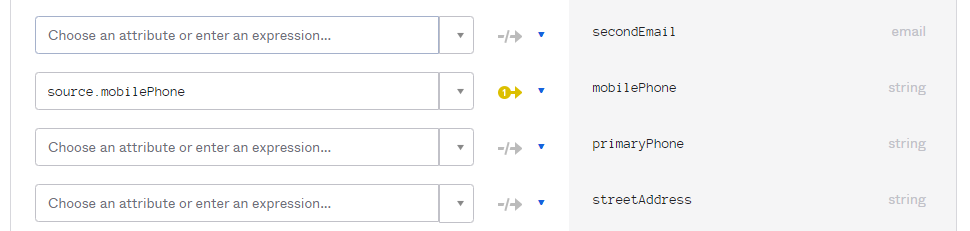 Choose an attribute or enter an expression... secondEmail email
source.mobilePhone 1 mobilePhone string
Choose an attribute or enter an expression... primaryPhone string
Choose an attribute or enter an expression... streetAddress string